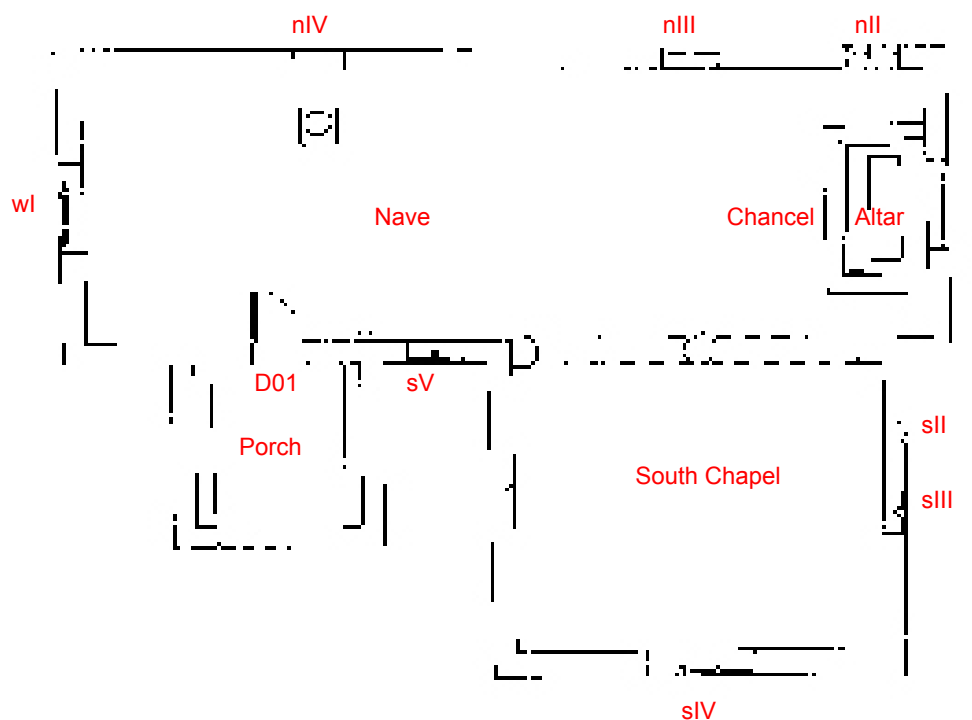 nIV
nIII
nII
wI
Nave
Chancel
Altar
D01
sV
Porch
sII
South Chapel
sIII
sIV